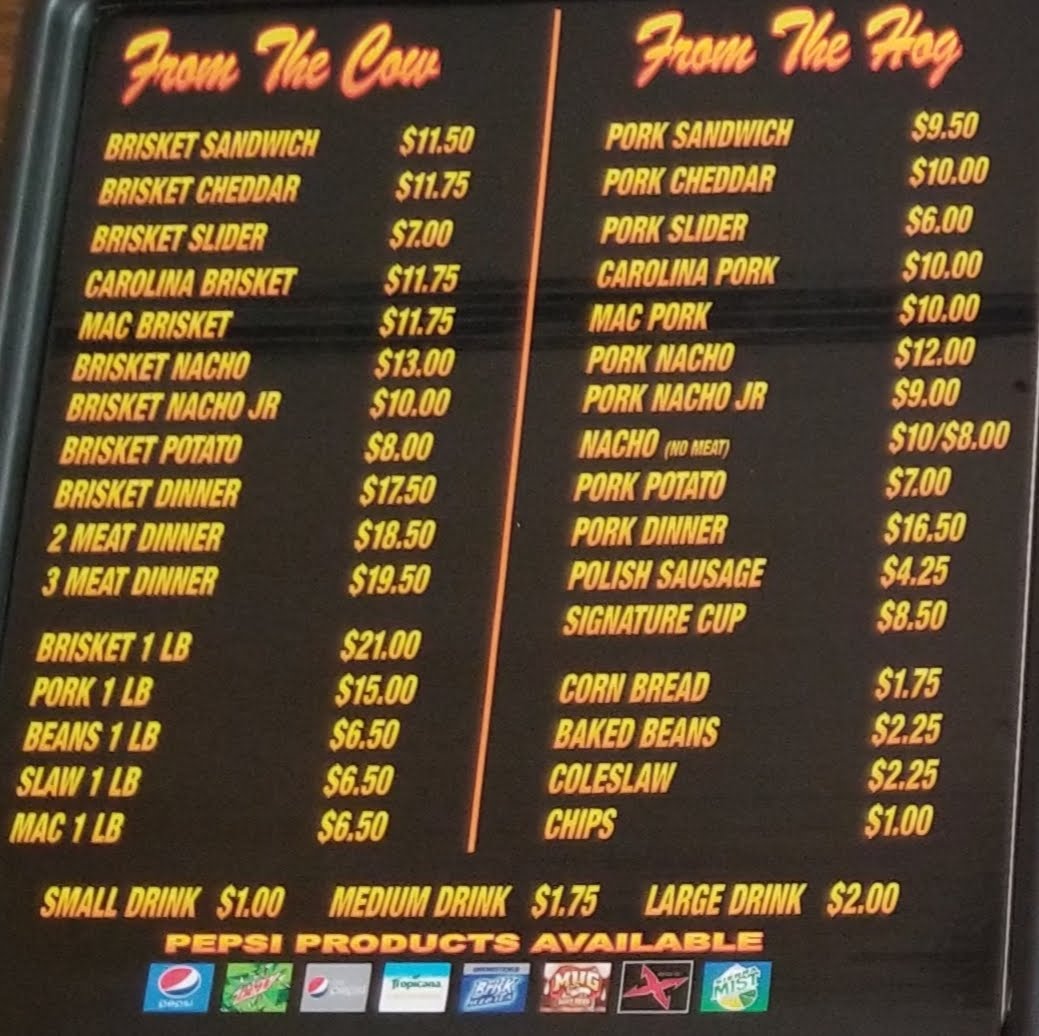 From The Cow
BRISKET SANDWICH $11.50
BRISKET CHEDDAR $11.75
BRISKET SLIDER $7.00
CAROLINA BRISKET $11.75
MAC BRISKET $11.75
BRISKET NACHO $13.00
BRISKET NACHO JR $10.00
BRISKET POTATO $8.00
BRISKET DINNER $17.50
2 MEAT DINNER $18.50
3 MEAT DINNER $19.50
BRISKET 1 LB $21.00
PORK 1 LB $15.00
BEANS 1 LB $6.50
SLAW 1 LB $6.50
MAC 1 LB $6.50
From The Hog
PORK SANDWICH $9.50
PORK CHEDDAR $10.00
PORK SLIDER $6.00
CAROLINA PORK $10.00
MAC PORK $10.00
PORK NACHO $12.00
PORK NACHO JR $9.00
NACHO (NO MEAT) $10/$8.00
PORK POTATO $7.00
PORK DINNER $16.50
POLISH SAUSAGE $4.25
SIGNATURE CUP $8.50
CORN BREAD $1.75
BAKED BEANS $2.25
COLESLAW $2.25
CHIPS $1.00
SMALL DRINK $1.00 MEDIUM DRINK $1.75 LARGE DRINK $2.00
PEPSI PRODUCTS AVAILABLE
pepsi
pepsi
Tropicana
MUG
SIERRA
MIST